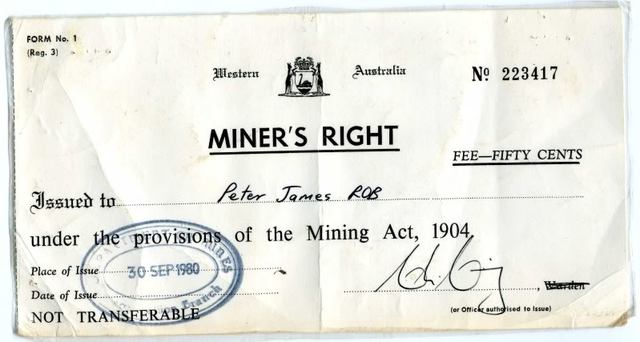 FORM No. 1
(Reg. 3)
Western Australia
No 223417
MINER'S RIGHT
FEE—FIFTY CENTS
Issued to Peter James ROB
under the provisions of the Mining Act, 1904
Place of Issue
30 SEP 1980
Date of Issue
Branch
Warden
(or Officer authorised to Issue)
NOT TRANSFERABLE